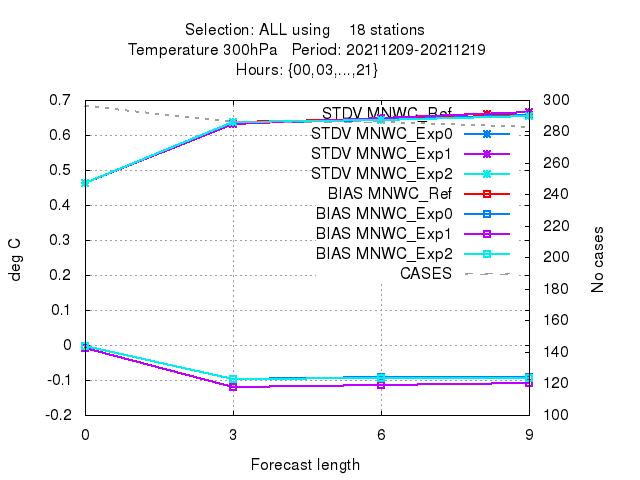 Selection: ALL using    18 stations
Temperature 300hPa   Period: 20211209-20211219
Hours: {00,03,...,21}
0.7
0.6
0.5
0.4
0.3
0.2
0.1
0
-0.1
-0.2
deg C
STDV MNWC_Ref
STDV MNWC_Exp0
STDV MNWC_Exp1
STDV MNWC_Exp2
BIAS MNWC_Ref
BIAS MNWC_Exp0
BIAS MNWC_Exp1
BIAS MNWC_Exp2
CASES
300
280
260
240
220
200
180
160
140
120
100
No cases
0 3 6 9
Forecast length